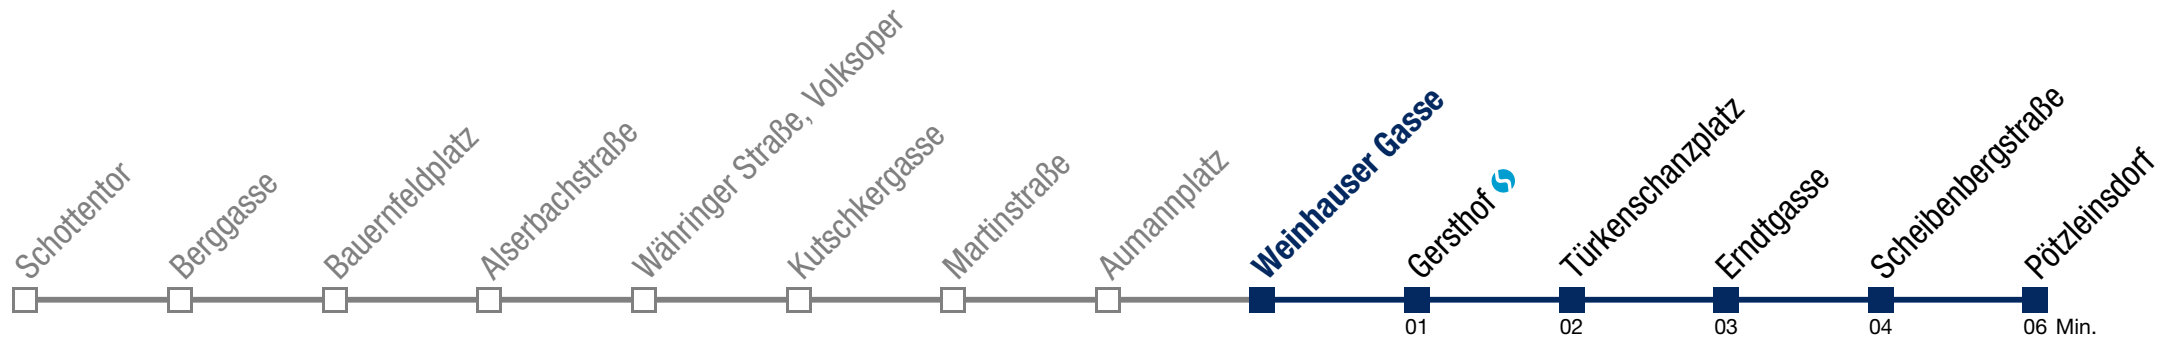 Schottentor
Berggasse
Bauernfeldplatz
Alserbachstraße
Währinger Straße, Volksoper
Kutschkergasse
Martinstraße
Aumannplatz
Weinhauser Gasse
Gersthof
Türkenschanzplatz
Erndtgasse
Scheibenbergstraße
Pötzleinsdorf
01 02 03 04 06 Min.